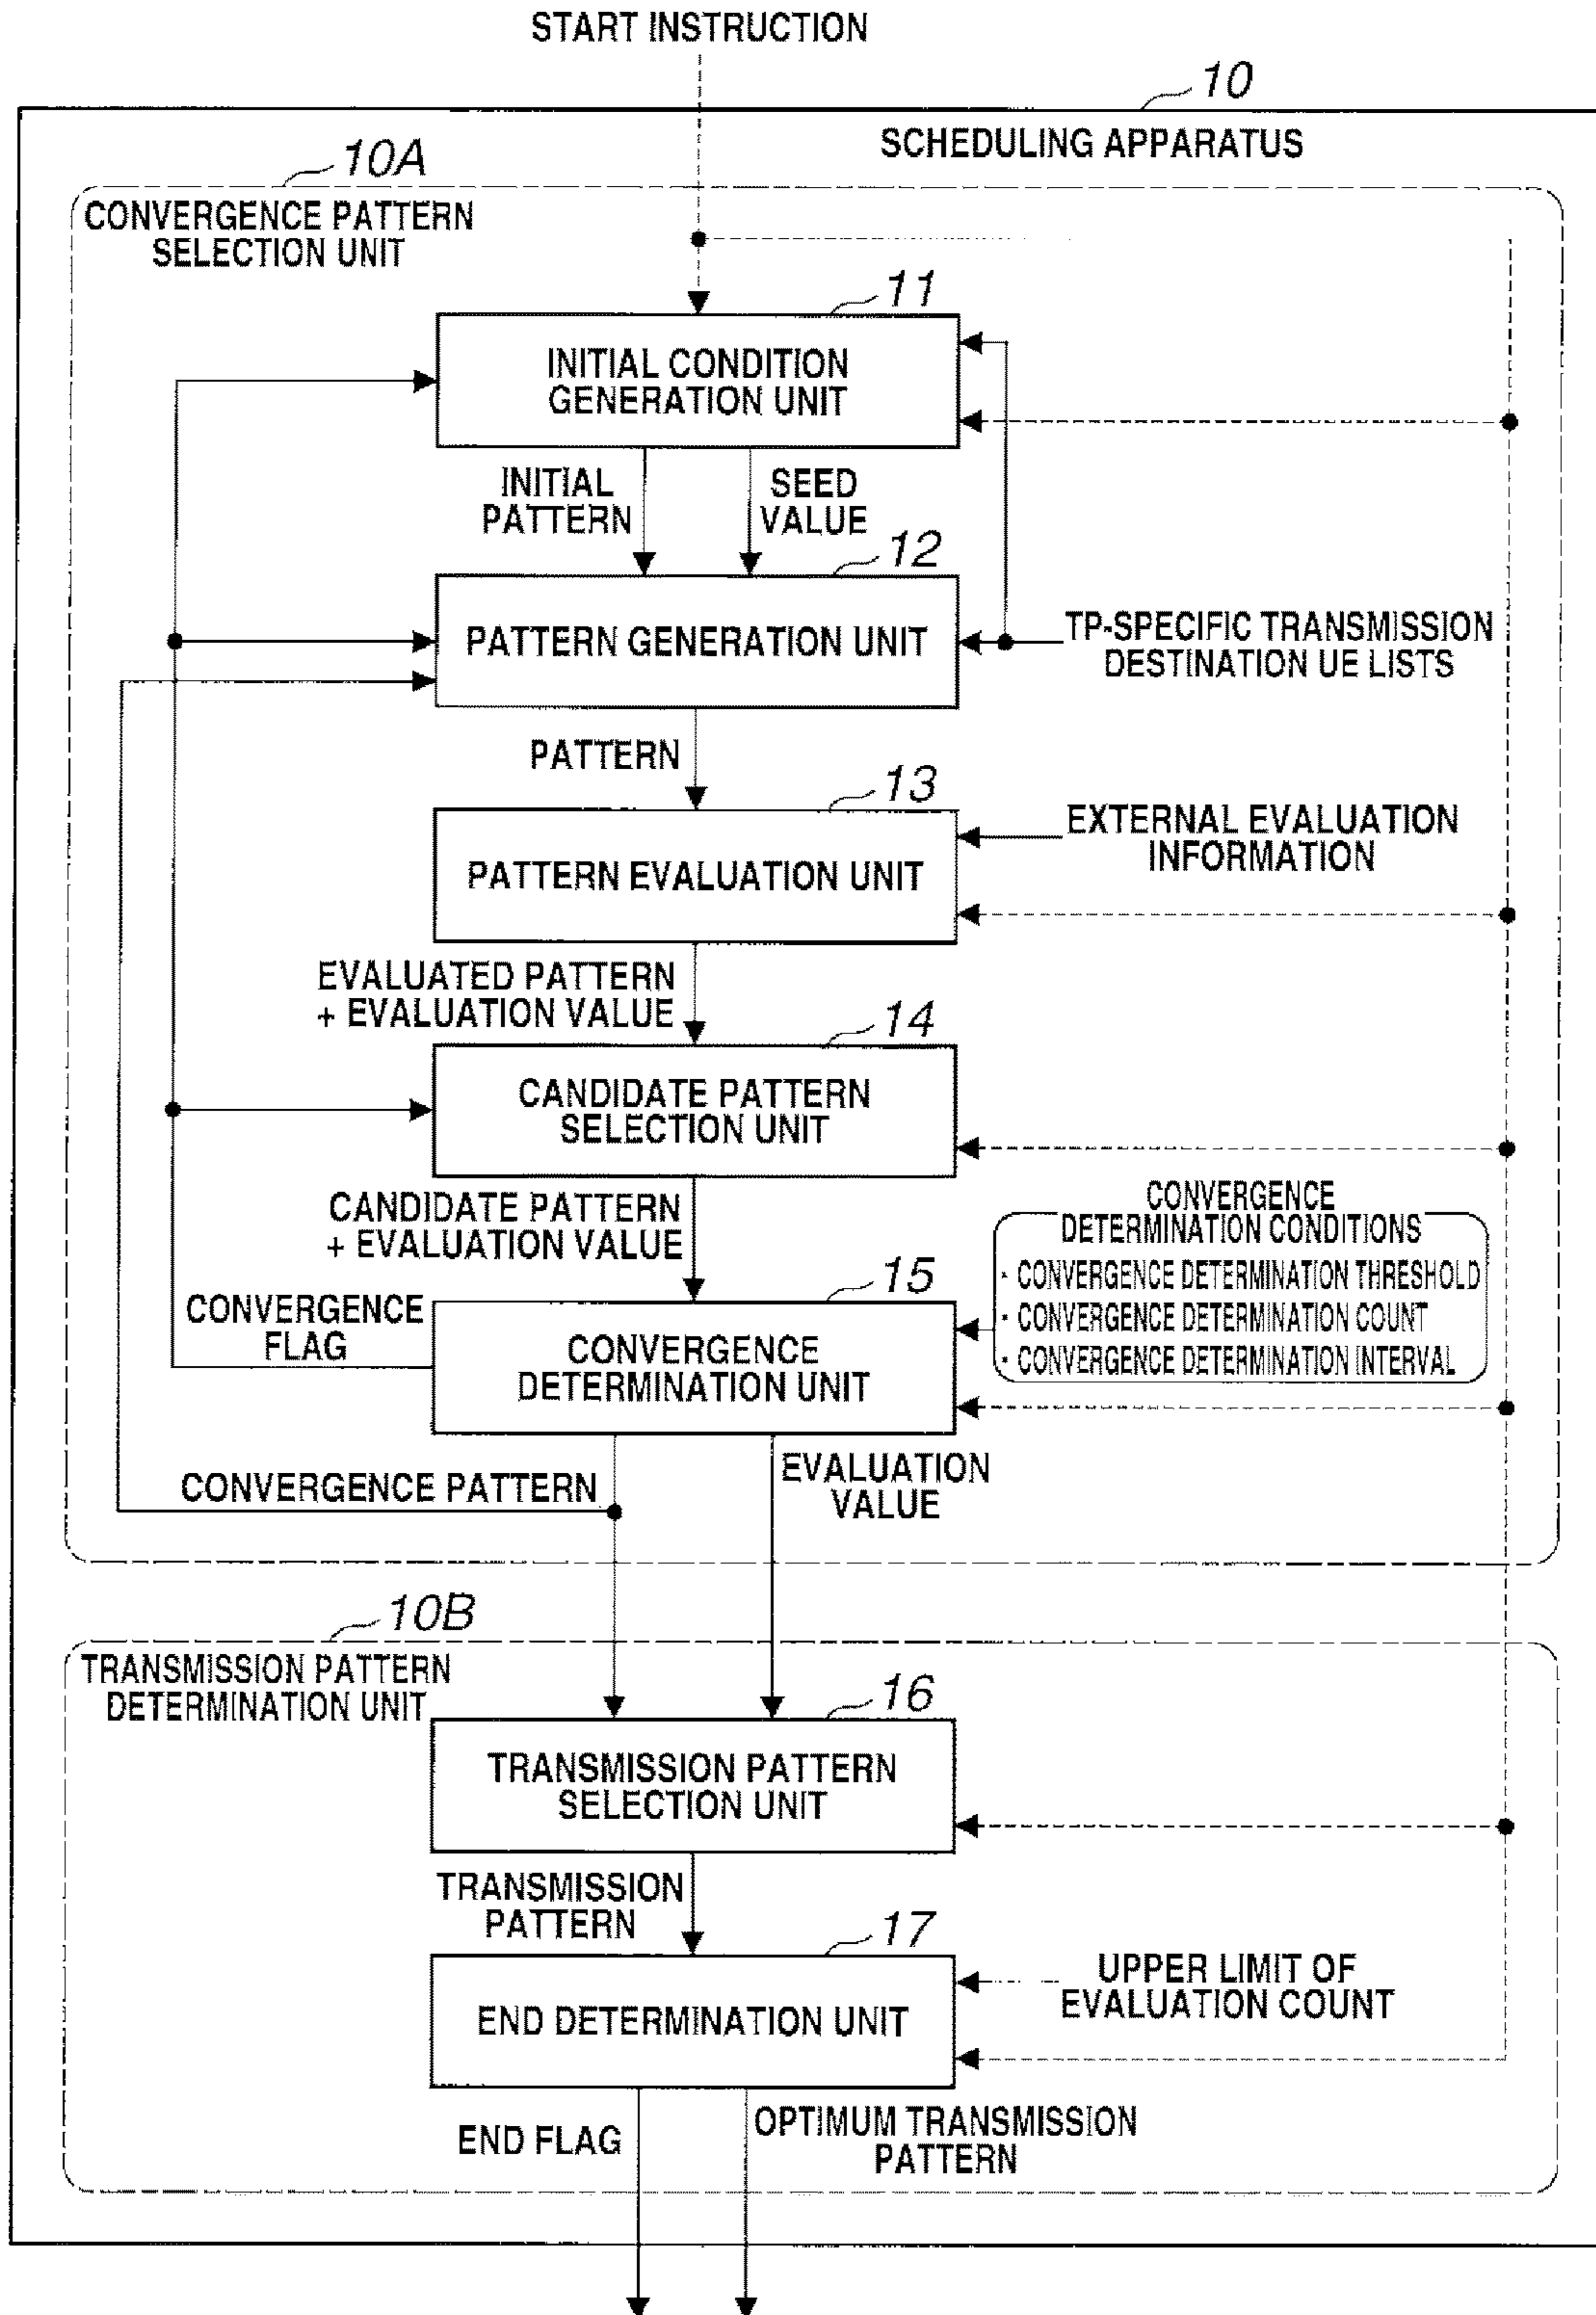 START INSTRUCTION
10
SCHEDULING APPARATUS
10A
CONVERGENCE PATTERN
SELECTION UNIT
11
INITIAL CONDITION
GENERATION UNIT
INITIAL
PATTERN
SEED
VALUE
12
PATTERN GENERATION UNIT
TP-SPECIFIC TRANSMISSION
DESTINATION UE LISTS
PATTERN
13
PATTERN EVALUATION UNIT
EXTERNAL EVALUATION
INFORMATION
EVALUATED PATTERN
+ EVALUATION VALUE
14
CANDIDATE PATTERN
SELECTION UNIT
CANDIDATE PATTERN
+ EVALUATION VALUE
CONVERGENCE
DETERMINATION CONDITIONS
· CONVERGENCE DETERMINATION THRESHOLD
· CONVERGENCE DETERMINATION COUNT
· CONVERGENCE DETERMINATION INTERVAL
15
CONVERGENCE
FLAG
CONVERGENCE
DETERMINATION UNIT
CONVERGENCE PATTERN
EVALUATION
VALUE
10B
TRANSMISSION PATTERN
DETERMINATION UNIT
16
TRANSMISSION PATTERN
SELECTION UNIT
TRANSMISSION
PATTERN
17
END DETERMINATION UNIT
UPPER LIMIT OF
EVALUATION COUNT
END FLAG
OPTIMUM TRANSMISSION
PATTERN